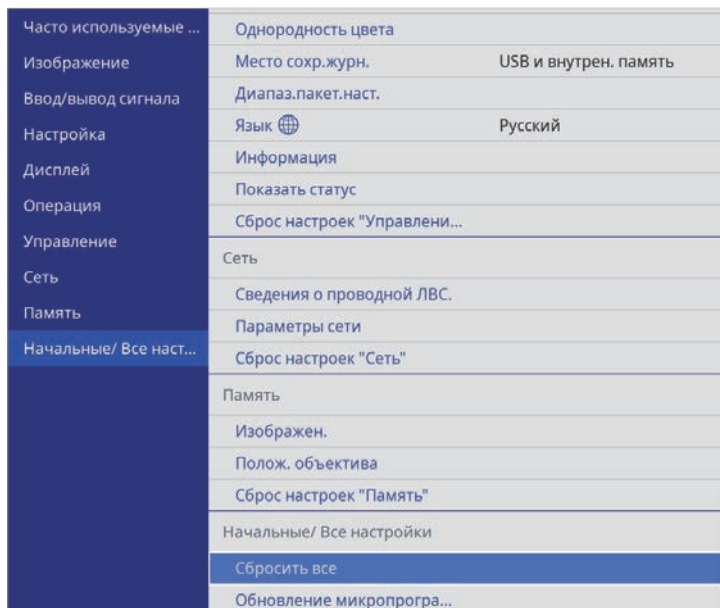 Часто используемые ...
Изображение
Ввод/вывод сигнала
Настройка
Дисплей
Операция
Управление
Сеть
Память
Начальные/ Все наст...
Однородность цвета
Место сохр.журн. USB и внутрен. память
Диапаз.пакет.наст.
Язык Русский
Информация
Показать статус
Сброс настроек "Управлени...
Сеть
Сведения о проводной ЛВС.
Параметры сети
Сброс настроек "Сеть"
Память
Изображен.
Полож. объектива
Сброс настроек "Память"
Начальные/ Все настройки
Сбросить все
Обновление микропрогра...